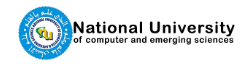 National University
of computer and emerging sciences